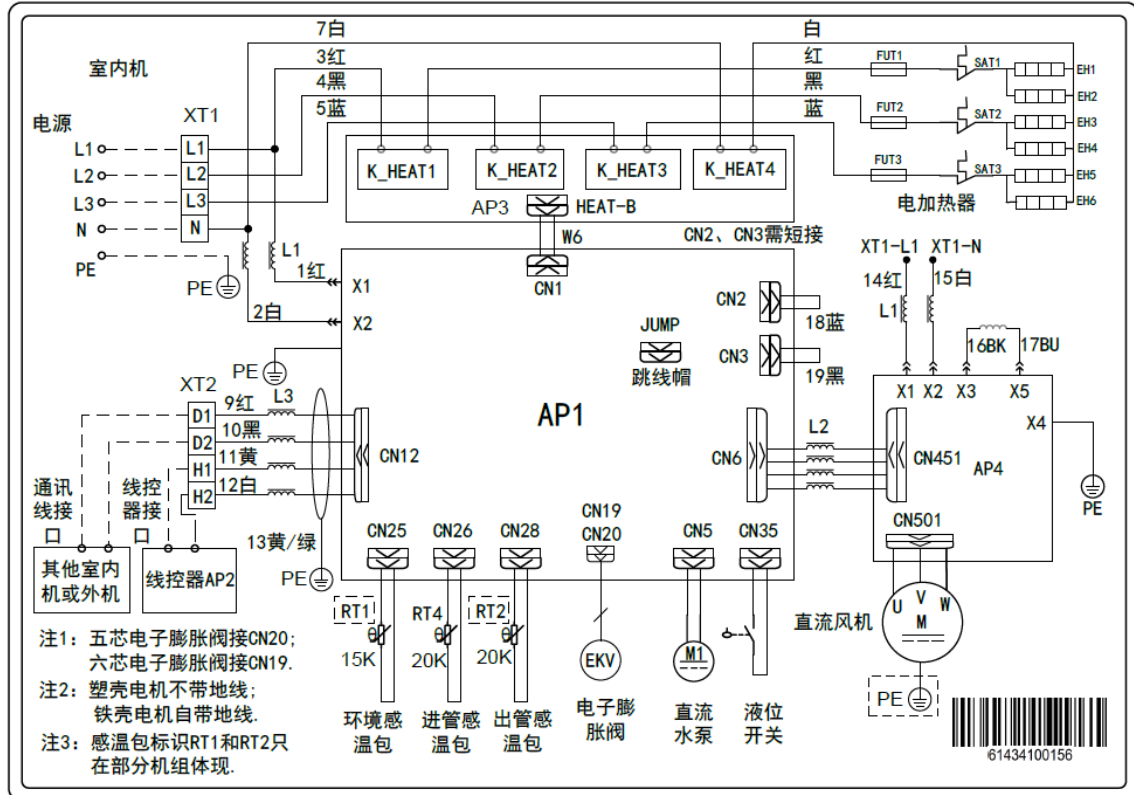 7白
白
3红
红
FUT1
SAT1
EH1
室内机
4黑
黑
EH2
5蓝
蓝
FUT2
SAT2
EH3
电源
XT1
EH4
L1
L1
K_HEAT1
K_HEAT2
K_HEAT3
K_HEAT4
FUT3
SAT3
EH5
L2
L2
EH6
L3
L3
AP3
HEAT-B
电加热器
N
N
W6
CN2、CN3需短接
L1
XT1-L1
XT1-N
PE
PE
1红
X1
CN1
14红
15白
2白
X2
CN2
18蓝
L1
JUMP
CN3
16BK
17BU
跳线帽
19黑
PE
XT2
X1
X2
X3
X5
9红
L3
AP1
X4
D1
10黑
L2
D2
11黄
CN12
CN6
CN451
AP4
H1
12白
H2
PE
通讯
线接
口
线控
器接
口
13黄/绿
CN25
CN26
CN28
CN19
CN20
CN5
CN35
CN501
其他室内
机或外机
线控器AP2
PE
RT1
RT4
RT2
U
V
W
M
直流风机
注1：五芯电子膨胀阀接CN20;
六芯电子膨胀阀接CN19.
θ
15K
θ
20K
θ
20K
EKV
M1
PE
注2：塑壳电机不带地线;
铁壳电机自带地线.
环境感
温包
进管感
温包
出管感
温包
电子膨
胀阀
直流
水泵
液位
开关
注3：感温包标识RT1和RT2只
在部分机组体现.
61434100156